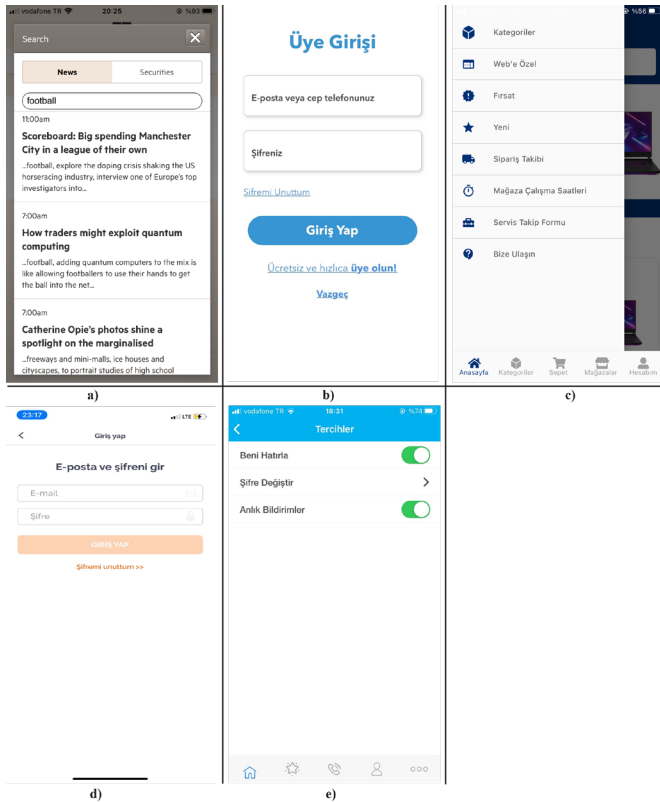 vodafone TR 20:25 %93
Search
News Securities
football
11:00am
Scoreboard: Big spending Manchester
City in a league of their own
...football, explore the doping crisis shaking the US
horseracing industry, interview one of Europe's top
investigators into...
7:00am
How traders might exploit quantum
computing
...football, adding quantum computers to the mix is
like allowing footballers to use their hands to get
the ball into the net...
7:00am
Catherine Opie's photos shine a
spotlight on the marginalised
...freeways and mini-malls, ice houses and
cityscapes, to portrait studies of high school
a)
Üye Girişi
E-posta veya cep telefonunuz
Şifreniz
Şifremi Unuttum
Giriş Yap
Ücretsiz ve hızlıca üye olun!
Vazgeç
b)
%56
Kategoriler
Web'e Özel
Fırsat
Yeni
Sipariş Takibi
Mağaza Çalışma Saatleri
Servis Takip Formu
Bize Ulaşın
Anasayfa Kategoriler Sepet Mağazalar Hesabım
c)
23:17 LTE
Giriş yap
E-posta ve şifreni gir
E-mail
Şifre
GİRİŞ YAP
Şifremi unuttum >>
d)
vodafone TR 18:31 %74
Tercihler
Beni Hatırla
Şifre Değiştir
Anlık Bildirimler
e)